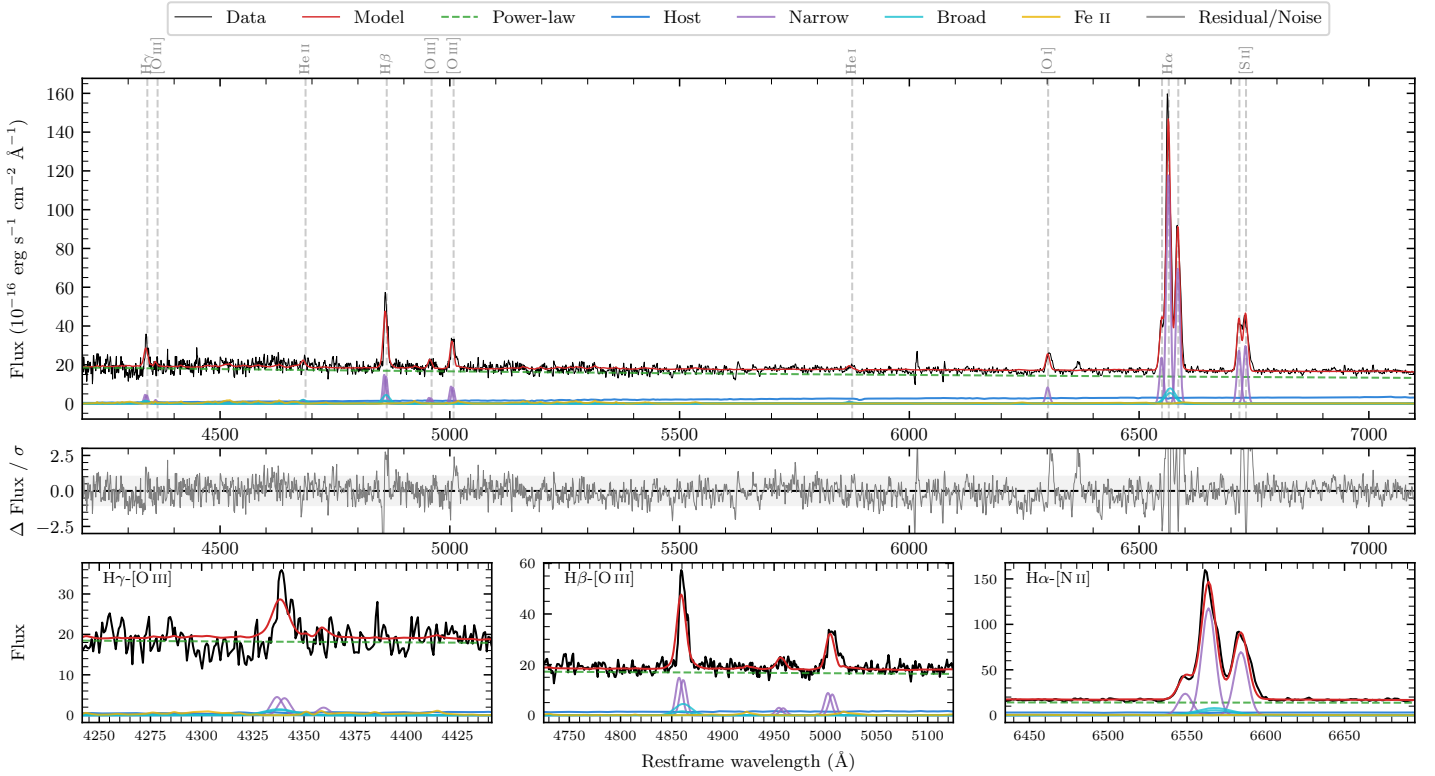 Data Model Power-law Host Narrow Broad Fe II Residual/Noise
Hγ [O III] He II Hβ [O III] [O III] He I [O I] Hα [S II]
Flux (10⁻¹⁶ erg s⁻¹ cm⁻² Å⁻¹)
160
140
120
100
80
60
40
20
0
4500 5000 5500 6000 6500 7000
Δ Flux / σ
2.5
0.0
−2.5
4500 5000 5500 6000 6500 7000
Flux
Hγ-[O III]
30
20
10
0
4250 4275 4300 4325 4350 4375 4400 4425
Hβ-[O III]
60
40
20
0
4750 4800 4850 4900 4950 5000 5050 5100
Hα-[N II]
150
100
50
0
6450 6500 6550 6600 6650
Restframe wavelength (Å)